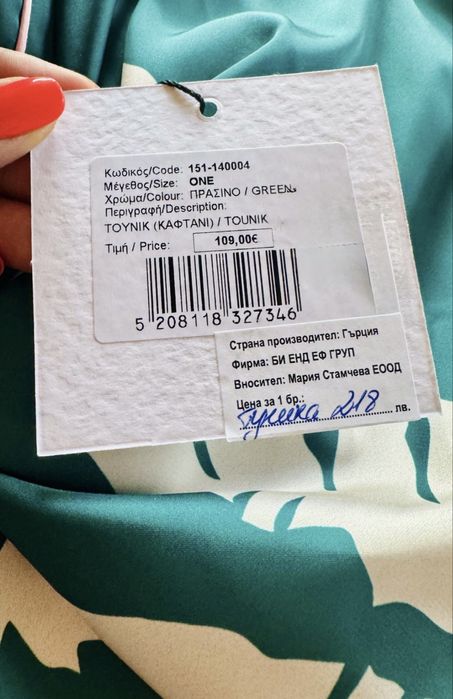 Κωδικός/Code: 151-140004
Μέγεθος/Size: ONE
Χρώμα/Colour: ΠΡΑΣΙΝΟ / GREEN
Περιγραφή/Description:
ΤΟΥΝΙΚ (ΚΑΦΤΑΝΙ) / TOUNIK
Τιμή / Price: 109,00€
5 208118 327346
Страна производител: Гърция
Фирма: БИ ЕНД ЕФ ГРУП
Вносител: Мария Стамчева ЕООД
Цена за 1 бр.:
туника 218 лв.